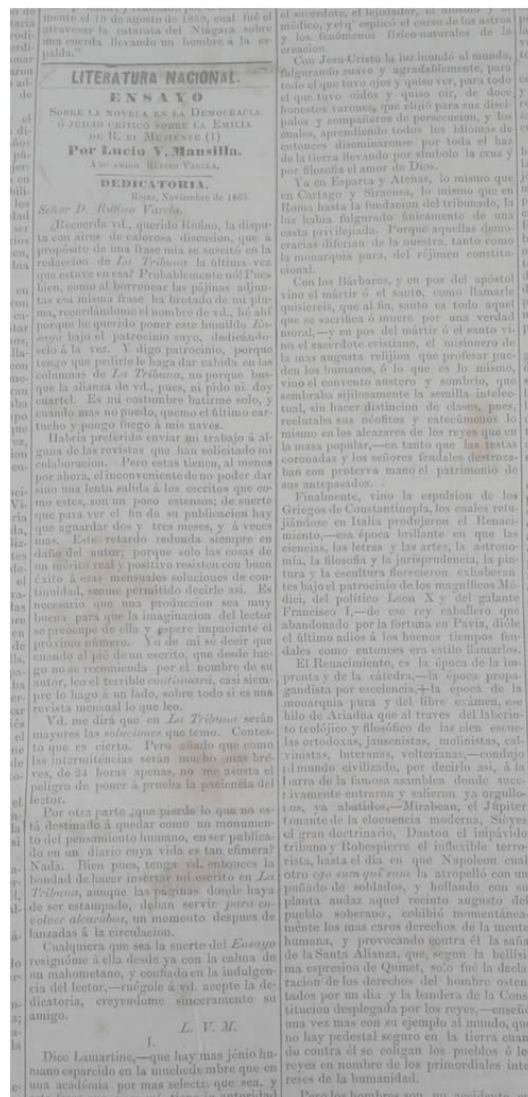 mente el 19 de agosto de 1859, cual fué el
atravesar la catarata del Niágara sobre
una cuerda llevando un hombre á la es-
palda."
LITERATURA NACIONAL.
ENSAYO
SOBRE LA NOVELA EN LA DEMOCRACIA
Ó JUICIO CRÍTICO SOBRE LA EMILIA
DE R. EL MUGIENSE (1)
Por Lucio V. Mansilla.
A SU AMIGO RUFINO VARELA.
DEDICATORIA.
Rojas, Noviembre de 1863.
Señor D. Rufino Varela.
¿Recuerda vd., querido Rufino, la dispu-
ta con aires de calorosa discusion, que á
propósito de una frase mia se suscitó en la
redaccion de La Tribuna la última vez
que estuve en esa? Probablemente nó! Pues
bien, como al borronear las pájinas adjun-
tas esa misma frase ha brotado de mi plu-
ma, recordándome el nombre de vd., hé ahí
porque he querido poner este humilde En-
sayo bajo el patrocinio suyo, dedicándo-
selo á la vez. Y digo patrocinio, porque
tengo que pedirle le haga dar cabida en las
columnas de La Tribuna, no porque bus-
que la alianza de vd., pues, ni pido ni doy
cuartel. Es mi costumbre batirme solo, y
cuando mas no puedo, quemo el último car-
tucho y pongo fuego á mis naves.
Habria preferido enviar mi trabajo á al-
guna de las revistas que han solicitado mi
colaboracion. Pero estas tienen, al menos
por ahora, el inconveniente de no poder dar
sino una lenta salida á los escritos que co-
mo estes, son un poco estensos; de suerte
que para ver el fin de su publicacion hay
que aguardar dos y tres meses, y á veces
mas. Este retardo redunda siempre en
daño del autor; porque solo las cosas de
un mérito real y positivo resisten con buen
éxito á esas mensuales soluciones de con-
tinuidad, seame permitido decirlo asi. Es
necesario que una produccion sea muy
buena para que la imaginacion del lector
se preocupe de ella y espere impaciente el
próximo número. Yo de mí se decir que
cuando al pié de un escrito, que desde lue-
go no se recomienda por el nombre de su
autor, leo el terrible continuará, casi siem-
pre lo hago á un lado, sobre todo si es una
revista mensual lo que leo.
Vd. me dirá que en La Tribuna serán
mayores las soluciones que temo. Contes-
to que es cierto. Pero añado que como
las intermitencias serán mucho mas bre-
ves, de 24 horas apenas, no me asusta el
peligro de poner á prueba la paciencia del
lector.
Por otra parte ¿que pierde lo que no es-
tá destinado á quedar como un monumen-
to del pensamiento humano, en ser publica-
do en un diario cuya vida es tan efímera?
Nada. Bien pues, tenga vd. entonces la
bondad de hacer insertar mi escrito en La
Tribuna, aunque las páginas donde haya
de ser estampado, deban servir para en-
volver alcarabea, un momento despues de
lanzadas á la circulacion.
Cualquiera que sea la suerte del Ensayo
resígnome á ella desde ya con la calma de
un mahometano, y confiado en la indulgen-
cia del lector,—ruégole á vd. acepte la de-
dicatoria, creyendome sinceramente su
amigo.
L. V. M.
I.
Dice Lamartine,—que hay mas jénio hu-
mano esparcido en la muchedumbre que en
una académia por mas selecta que sea, y
el sacerdote, el lejislador, el
médico, y el q' esplicó el curso de los astros
y los fenómenos físico-naturales de la
creacion.
Con Jesu-Cristo la luz inundó al mundo,
fulgurando suave y agradablemente, para
todo el que tuvo ojos y quiso ver, para todo
el que tuvo oidos y quiso oir, de doce
honestes varones, que elijió para sus discí-
pulos y compañeros de persecucion, y los
cuales, aprendiendo todos los idiomas de
entonces diseminaronse por toda el haz
de la tierra llevando por símbolo la cruz y
por filosofia el amor de Dios.
Ya en Esparta y Atenas, lo mismo que
en Cartago y Siracusa, lo mismo que en
Roma hasta la fundacion del tribunado, la
luz habia fulgurado únicamente de una
casta privilejiada. Porque aquellas demo-
cracias diferian de la nuestra, tanto como
la monarquía pura, del réjimen constitu-
cional.
Con los Bárbaros, y en pos del apóstol
vino el mártir ó el santo, como llamarle
quisiereis, que al fin, santo es todo aquel
que se sacrifica ó muere por una verdad
moral,—y en pos del mártir ó el santo vi-
no el sacerdote cristiano, el misionero de
la mas augusta relijion que profesar pue-
den los humanos, ó lo que es lo mismo,
vino el convento austero y sombrio, que
sembraba sijilosamente la semilla intelec-
tual, sin hacer distincion de clases, pues,
reclutaba sus néofitos y catecúmenos lo
mismo en los alcazares de los reyes que en
la masa popular,—en tanto que las testas
coronadas y los señores feudales destroza-
ban con proterva mano el patrimonio de
sus antepasados.
Finalmente, vino la espulsion de los
Griegos de Constantinopla, los cuales refu-
jiándose en Italia produjeron el Renaci-
miento,—esa época brillante en que las
ciencias, las letras y las artes, la astrono-
mía, la filosofía y la jurisprudencia, la pin-
tura y la escultura florecieron exhuberan
tes bajo el patrocinio de los magníficos Mé-
dici, del político Leon X y del galante
Francisco I,—de ese rey caballero que
abandonado por la fortuna en Pavia, dióle
el último adios á los buenos tiempos feu-
dales como entonces era estilo llamarlos.
El Renacimiento, es la época de la im-
prenta y de la cátedra,—la época propa-
gandista por escelencia,—la época de la
monarquía pura y del libre exámen, ese
hilo de Ariadna que al traves del laberin-
to teolójico y filosófico de las cien escue-
las ortodoxas, jansenistas, molinistas, cal-
vinistas, luteranas, volterianas,—condujo
al mundo civilizado, por decirlo asi, á la
barra de la famosa asamblea donde suce-
sivamente entraron y salieron ya orgullo-
sos, ya abatidos,—Mirabeau, el Júpiter
tonante de la elocuencia moderna, Siéyes
el gran doctrinario, Danton el impávido
tribuno y Robespierre el inflexible terro-
rista, hasta el dia en que Napoleon cual
otro ego sum qui sum la atropelló con un
puñado de soldados, y hollando con su
planta audaz aquel recinto augusto del
pueblo soberano, cohibió momentánea-
mente los mas caros derechos de la mente
humana, y provocando contra él la saña
de la Santa Alianza, que, segun la bellísi-
ma espresion de Quinet, solo fué la decla
racion de los derechos del hombre osten
tados por un dia y la bandera de la Cons
titucion desplegada por los reyes,—enseñó
una vez mas con su ejemplo al mundo, que
no hay pedestal seguro en la tierra cuan
do contra él se coligan los pueblos ó los
reyes en nombre de los primordiales inte
reses de la humanidad.